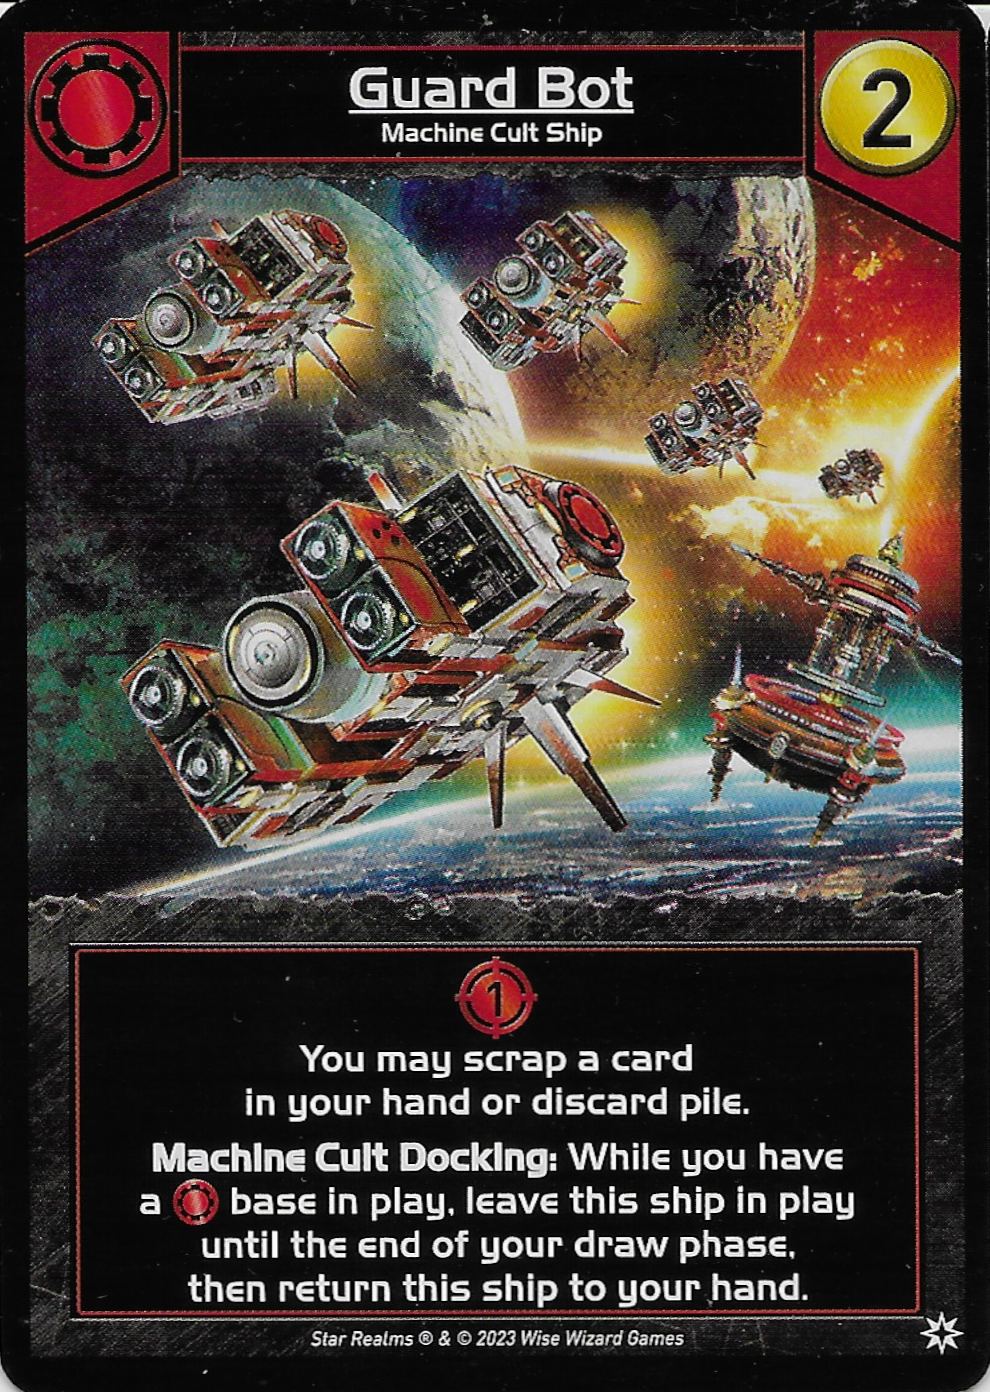 Guard Bot
2
Machine Cult Ship
1
You may scrap a card
in your hand or discard pile.
Machine Cult Docking: While you have
a base in play, leave this ship in play
until the end of your draw phase,
then return this ship to your hand.
Star Realms ® & © 2023 Wise Wizard Games